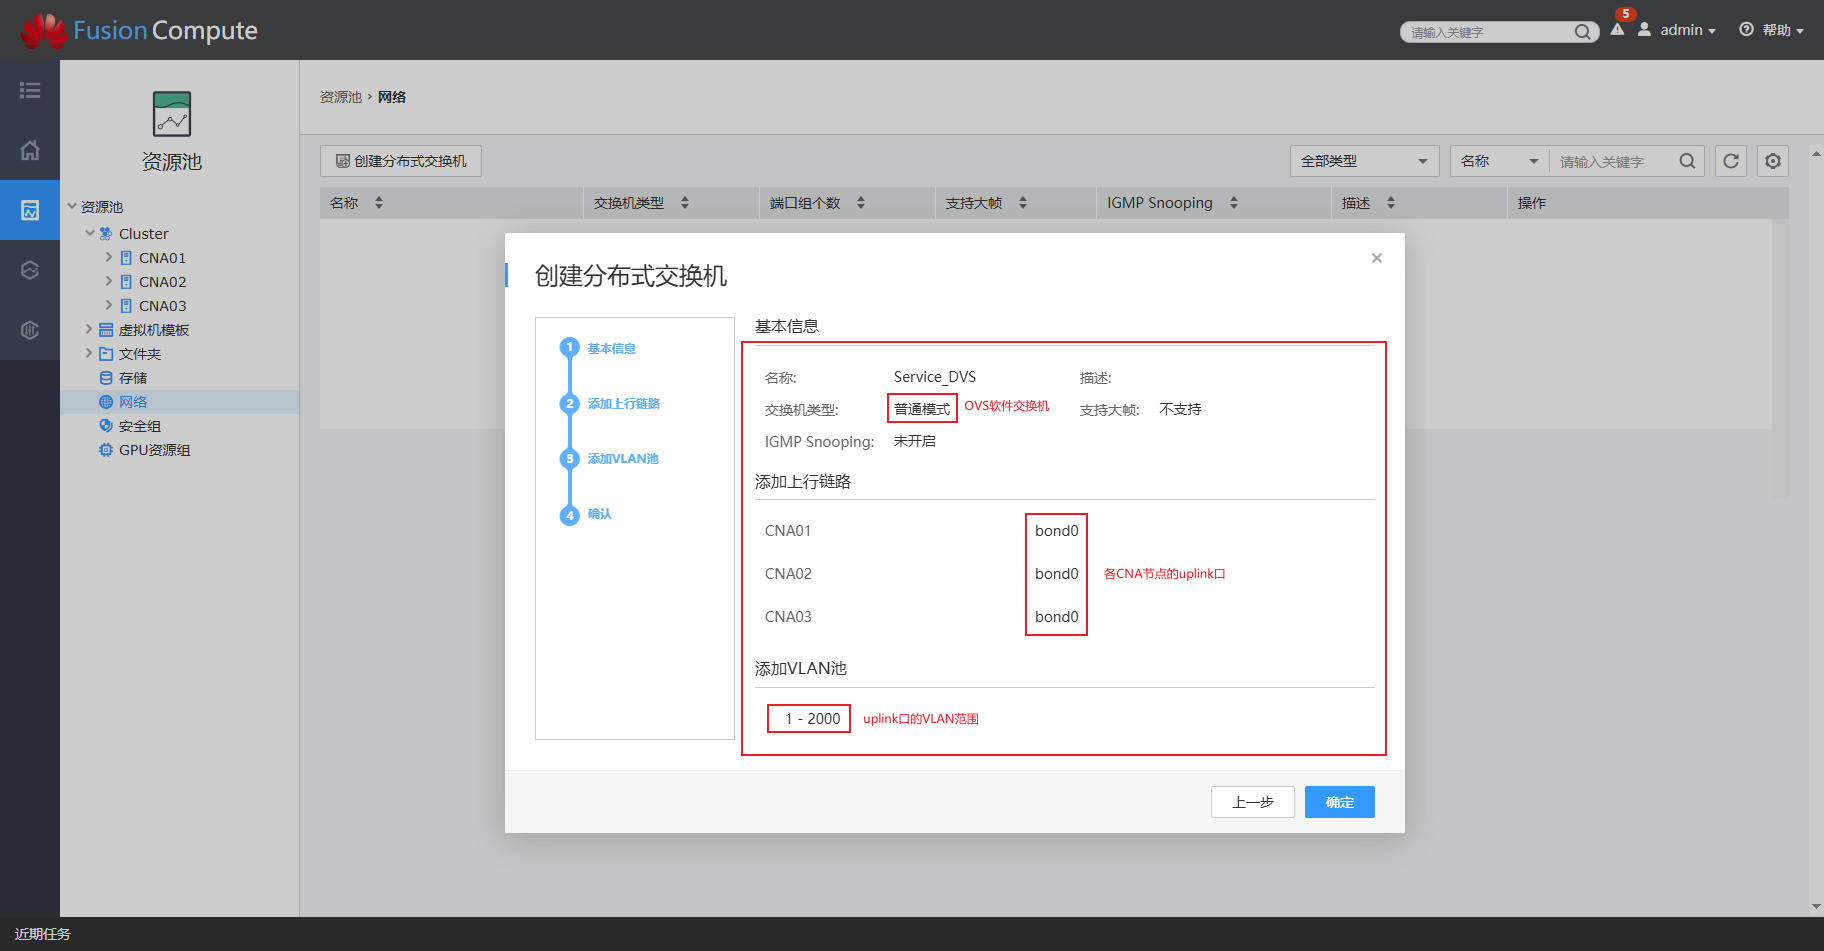 FusionCompute
请输入关键字
5
admin
帮助
资源池
资源池
Cluster
CNA01
CNA02
CNA03
虚拟机模板
文件夹
存储
网络
安全组
GPU资源组
资源池 › 网络
创建分布式交换机
全部类型
名称
请输入关键字
名称 交换机类型 端口组个数 支持大帧 IGMP Snooping 描述 操作
创建分布式交换机
×
1 基本信息
2 添加上行链路
3 添加VLAN池
4 确认
基本信息
名称: Service_DVS 描述:
交换机类型: 普通模式 OVS软件交换机 支持大帧: 不支持
IGMP Snooping: 未开启
添加上行链路
CNA01 bond0
CNA02 bond0 各CNA节点的uplink口
CNA03 bond0
添加VLAN池
1 - 2000 uplink口的VLAN范围
上一步 确定
近期任务